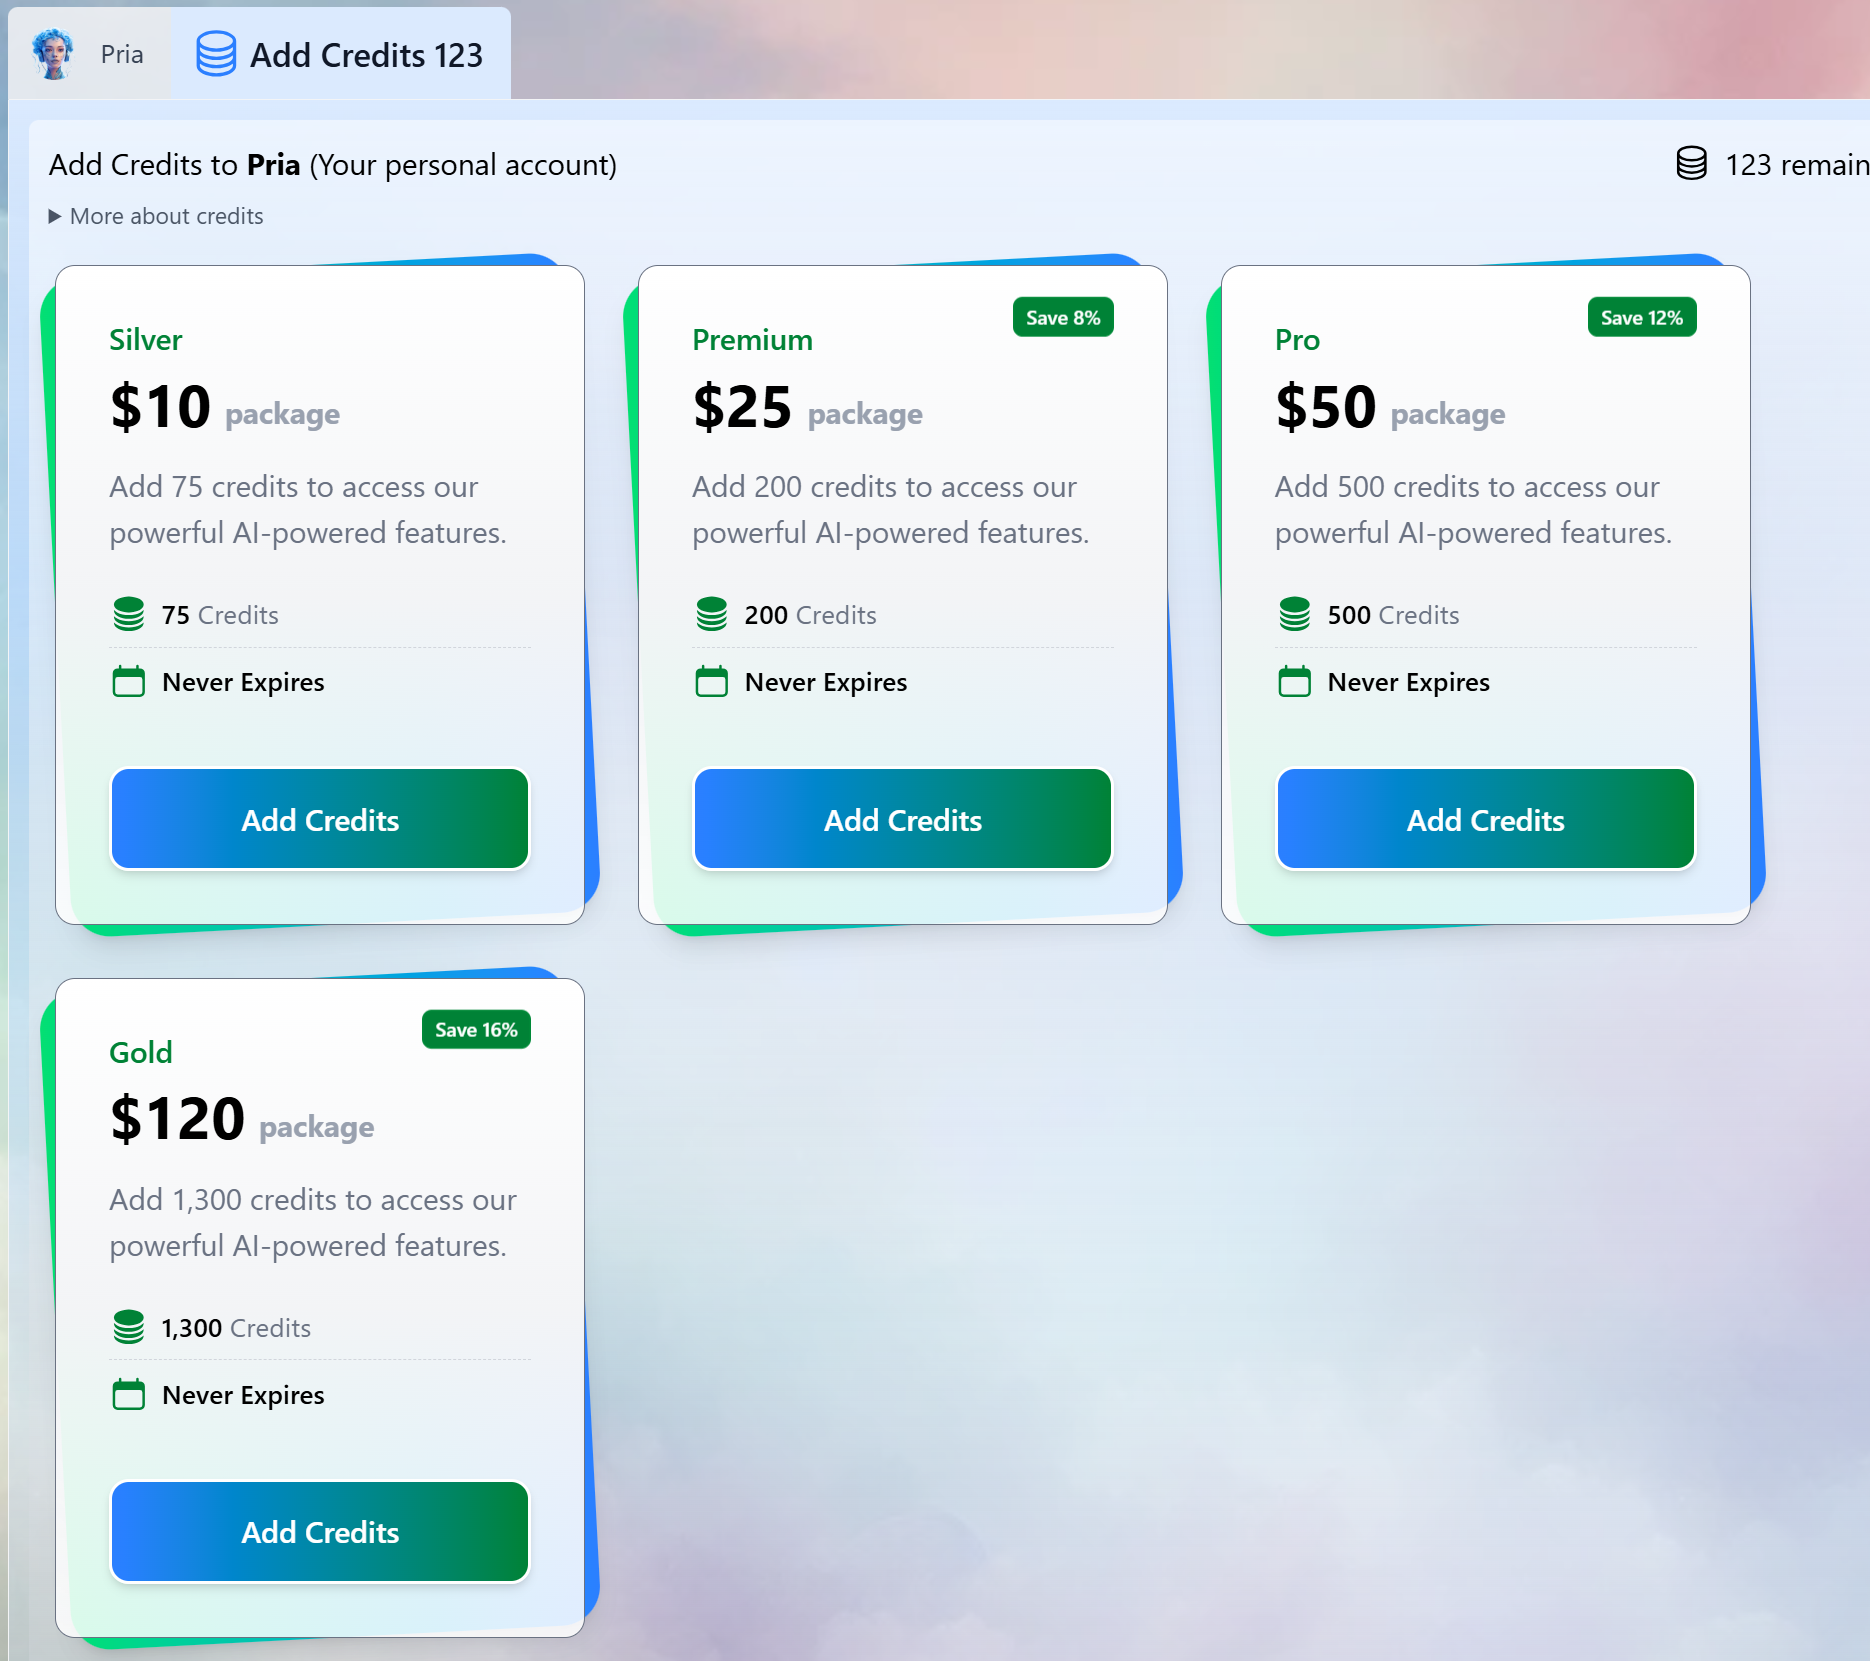 Pria
Add Credits 123
Add Credits to Pria (Your personal account)
123 remain
More about credits
Silver
$10 package
Add 75 credits to access our
powerful AI-powered features.
75 Credits
Never Expires
Add Credits
Save 8%
Premium
$25 package
Add 200 credits to access our
powerful AI-powered features.
200 Credits
Never Expires
Add Credits
Save 12%
Pro
$50 package
Add 500 credits to access our
powerful AI-powered features.
500 Credits
Never Expires
Add Credits
Save 16%
Gold
$120 package
Add 1,300 credits to access our
powerful AI-powered features.
1,300 Credits
Never Expires
Add Credits